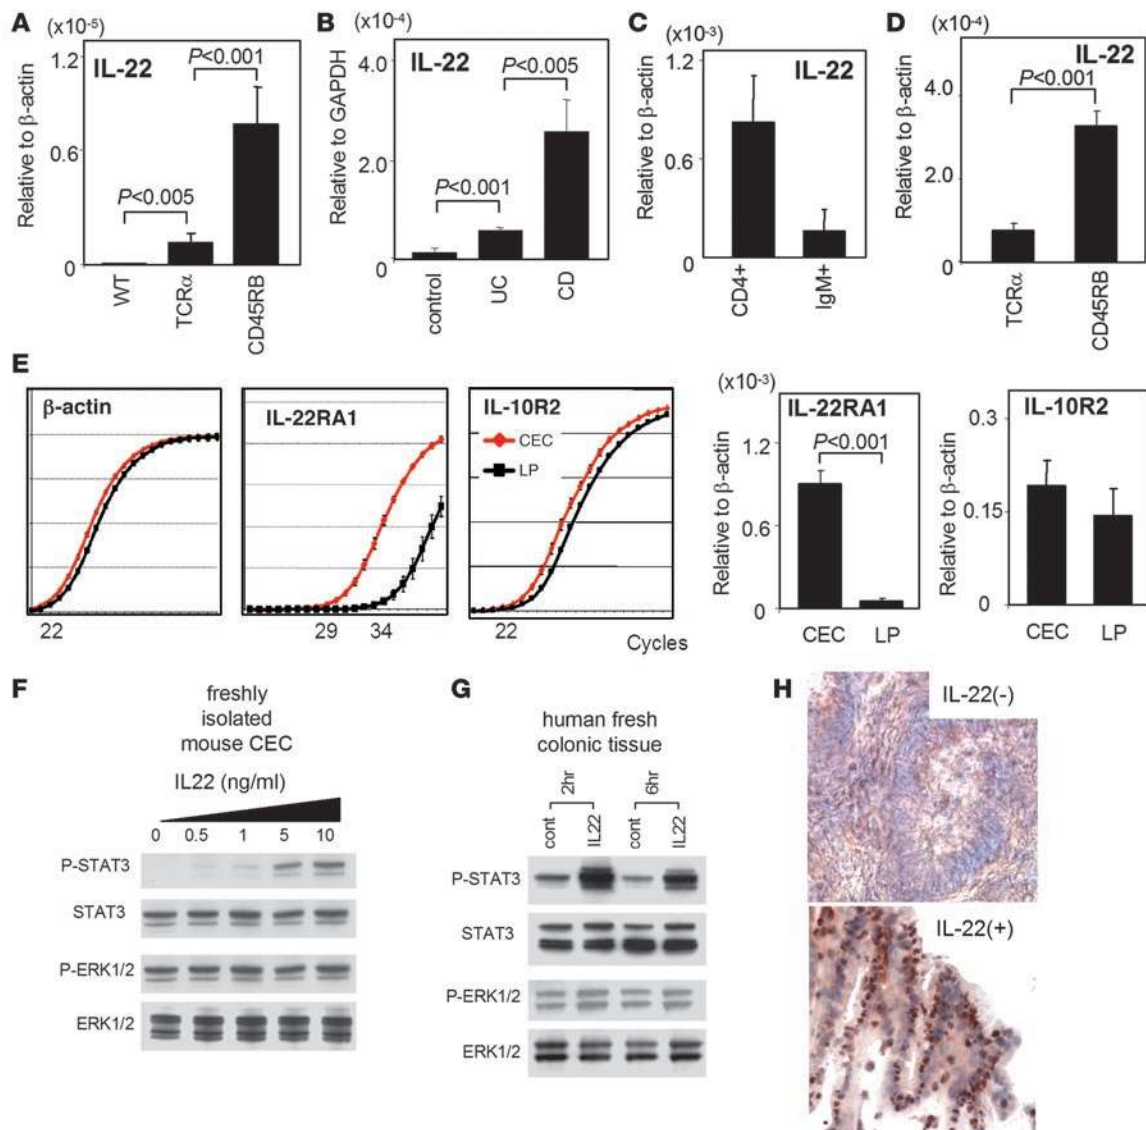 A
(x10-5)
IL-22
P<0.001
P<0.005
Relative to β-actin
1.2
0.6
0
WT
TCRα
CD45RB
B
(x10-4)
IL-22
P<0.005
P<0.001
Relative to GAPDH
4.0
2.0
0
control
UC
CD
C
(x10-3)
IL-22
Relative to β-actin
1.2
0.6
0
CD4+
IgM+
D
(x10-4)
IL-22
P<0.001
Relative to β-actin
4.0
2.0
0
TCRα
CD45RB
E
β-actin
22
IL-22RA1
29 34
IL-10R2
CEC
LP
22
Cycles
(x10-3)
IL-22RA1
P<0.001
Relative to β-actin
1.2
0.6
0
CEC LP
IL-10R2
Relative to β-actin
0.3
0.15
0
CEC LP
F
freshly
isolated
mouse CEC
IL22 (ng/ml)
0 0.5 1 5 10
P-STAT3
STAT3
P-ERK1/2
ERK1/2
G
human fresh
colonic tissue
2hr 6hr
cont IL22 cont IL22
P-STAT3
STAT3
P-ERK1/2
ERK1/2
H
IL-22(-)
IL-22(+)